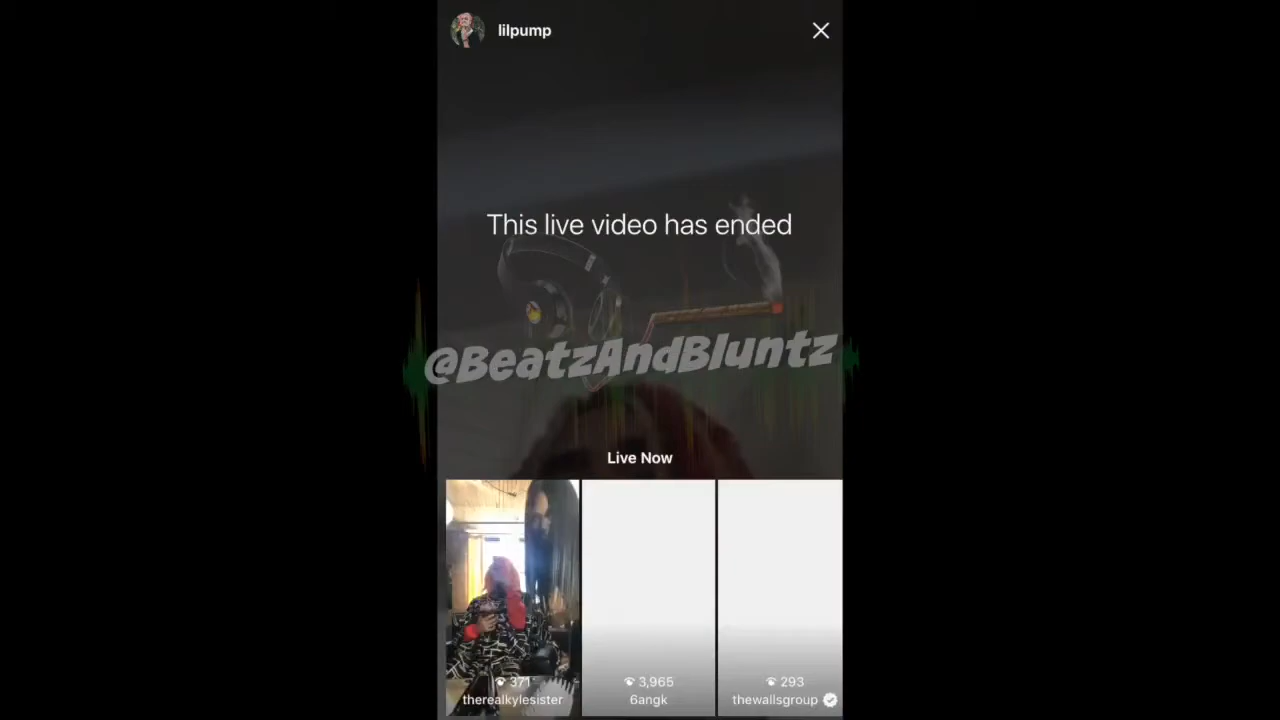 lilpump
This live video has ended
@BeatzAndBluntz
Live Now
371
therealkylesister
3,965
6angk
293
thewallsgroup